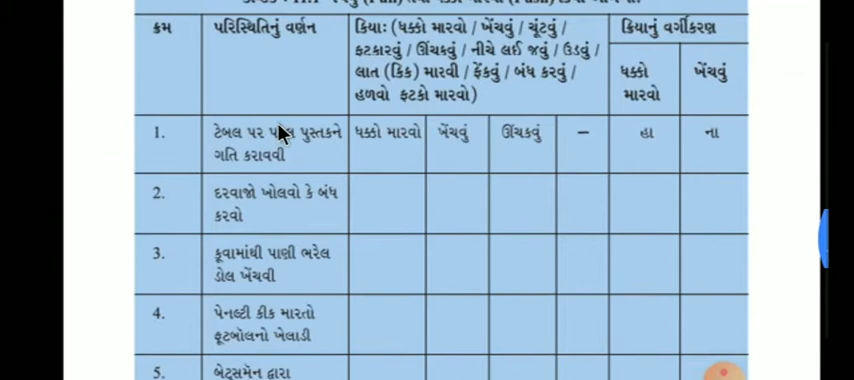 ક્રમ
પરિસ્થિતિનું વર્ણન
ક્રિયા: (ધક્કો મારવો / ખેંચવું / ચૂંટવું /
ફટકારવું / ઊંચકવું / નીચે લઈ જવું / ઉડવું /
લાત (કિક) મારવી / ફેંકવું / બંધ કરવું /
હળવો ફટકો મારવો)
ક્રિયાનું વર્ગીકરણ
ધક્કો
મારવો
ખેંચવું
1.
ટેબલ પર પુસ્તકને
ગતિ કરાવવી
ધક્કો મારવો
ખેંચવું
ઊંચકવું
–
હા
ના
2.
દરવાજો ખોલવો કે બંધ
કરવો
3.
કૂવામાંથી પાણી ભરેલ
ડોલ ખેંચવી
4.
પેનલ્ટી કીક મારતો
ફૂટબૉલનો ખેલાડી
5.
બેટ્સમૅન દ્વારા